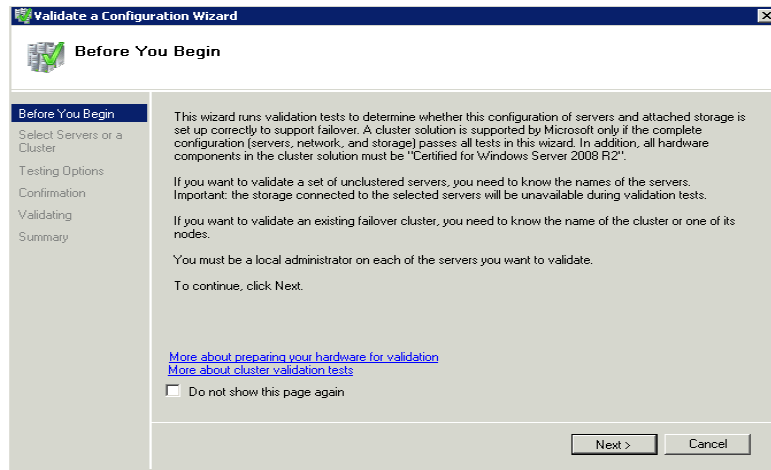 Validate a Configuration Wizard
Before You Begin
Before You Begin
Select Servers or a
Cluster
Testing Options
Confirmation
Validating
Summary
This wizard runs validation tests to determine whether this configuration of servers and attached storage is
set up correctly to support failover. A cluster solution is supported by Microsoft only if the complete
configuration (servers, network, and storage) passes all tests in this wizard. In addition, all hardware
components in the cluster solution must be "Certified for Windows Server 2008 R2".
If you want to validate a set of unclustered servers, you need to know the names of the servers.
Important: the storage connected to the selected servers will be unavailable during validation tests.
If you want to validate an existing failover cluster, you need to know the name of the cluster or one of its
nodes.
You must be a local administrator on each of the servers you want to validate.
To continue, click Next.
More about preparing your hardware for validation
More about cluster validation tests
Do not show this page again
Next >
Cancel